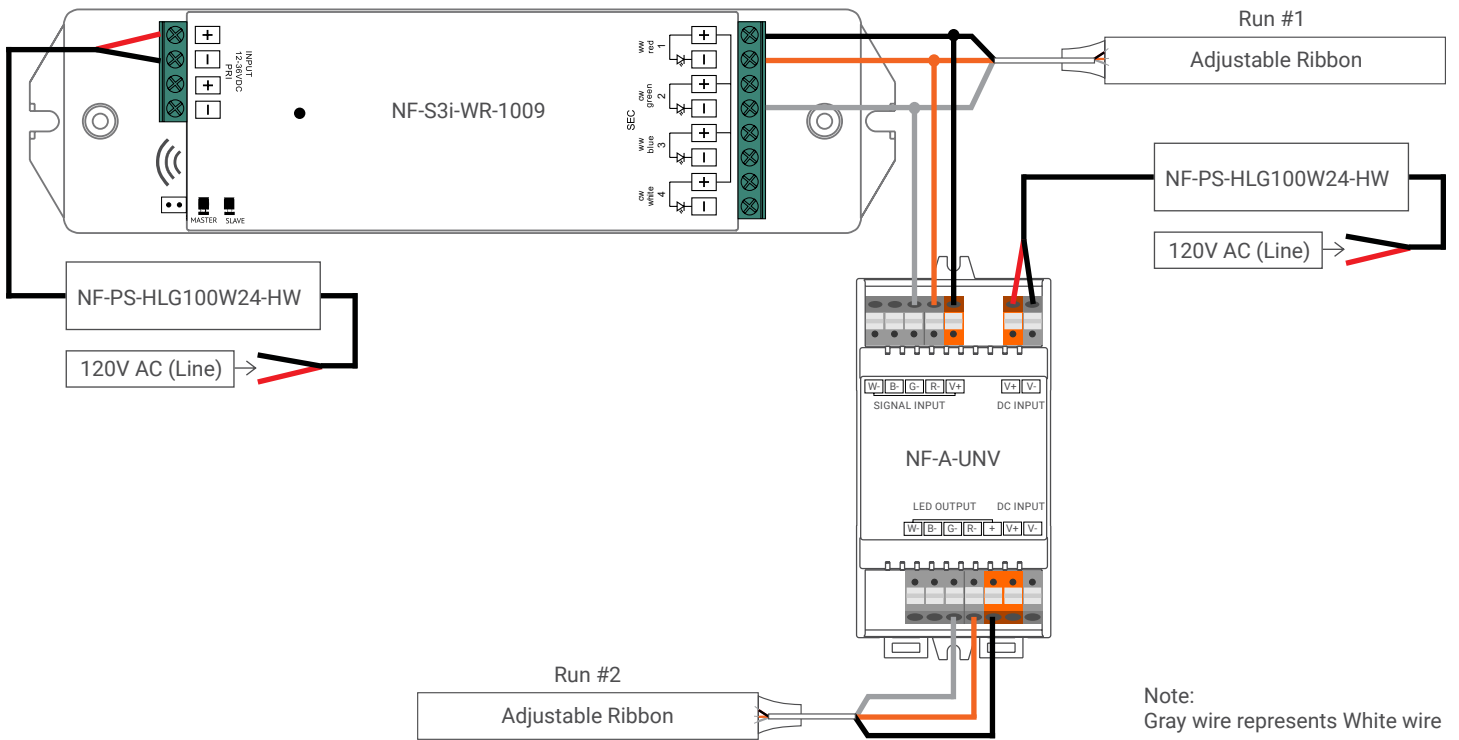 Run #1
Adjustable Ribbon
+
−
+
−
INPUT
12-36VDC
PRI
NF-S3i-WR-1009
SEC
ww
red
1
+
−
cw
green
2
+
−
ww
blue
3
+
−
cw
white
4
+
−
MASTER SLAVE
NF-PS-HLG100W24-HW
120V AC (Line)
NF-PS-HLG100W24-HW
120V AC (Line)
W- B- G- R- V+ V+ V-
SIGNAL INPUT DC INPUT
NF-A-UNV
LED OUTPUT DC INPUT
W- B- G- R- + V+ V-
Run #2
Adjustable Ribbon
Note:
Gray wire represents White wire